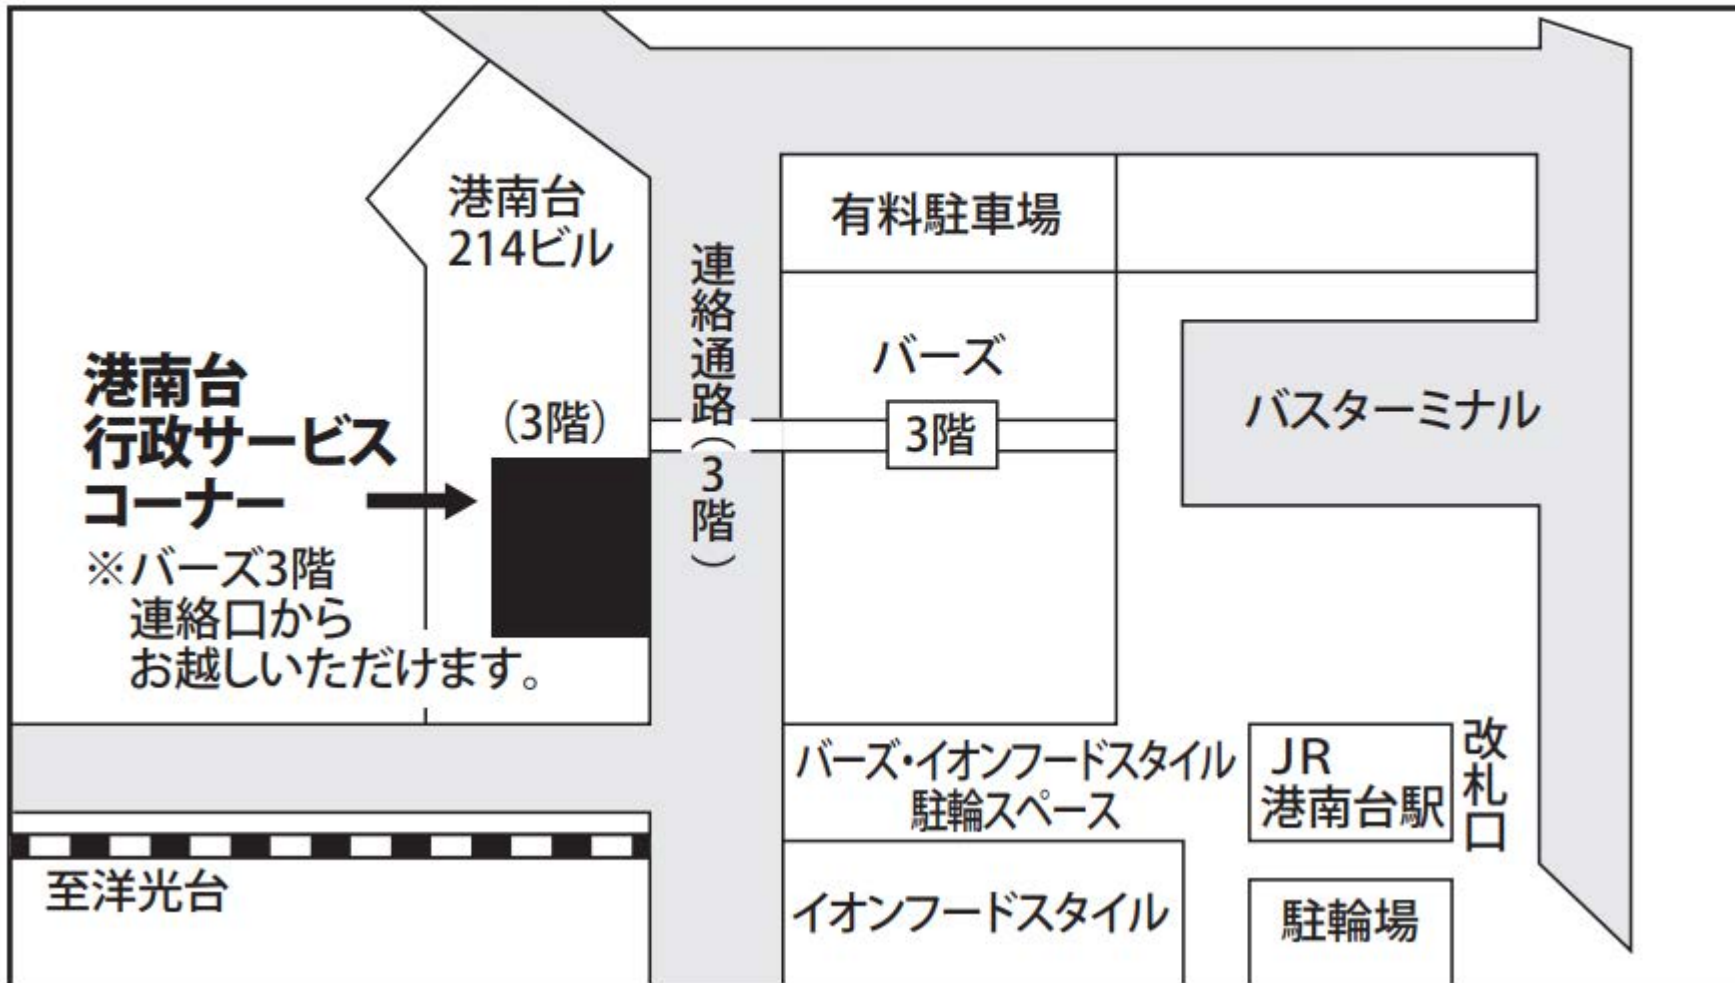 港南台
214ビル
有料駐車場
連絡通路(3階)
バーズ
3階
バスターミナル
港南台
行政サービス
コーナー
(3階)
※バーズ3階
連絡口から
お越しいただけます。
バーズ・イオンフードスタイル
駐輪スペース
JR
港南台駅
改札口
至洋光台
イオンフードスタイル
駐輪場